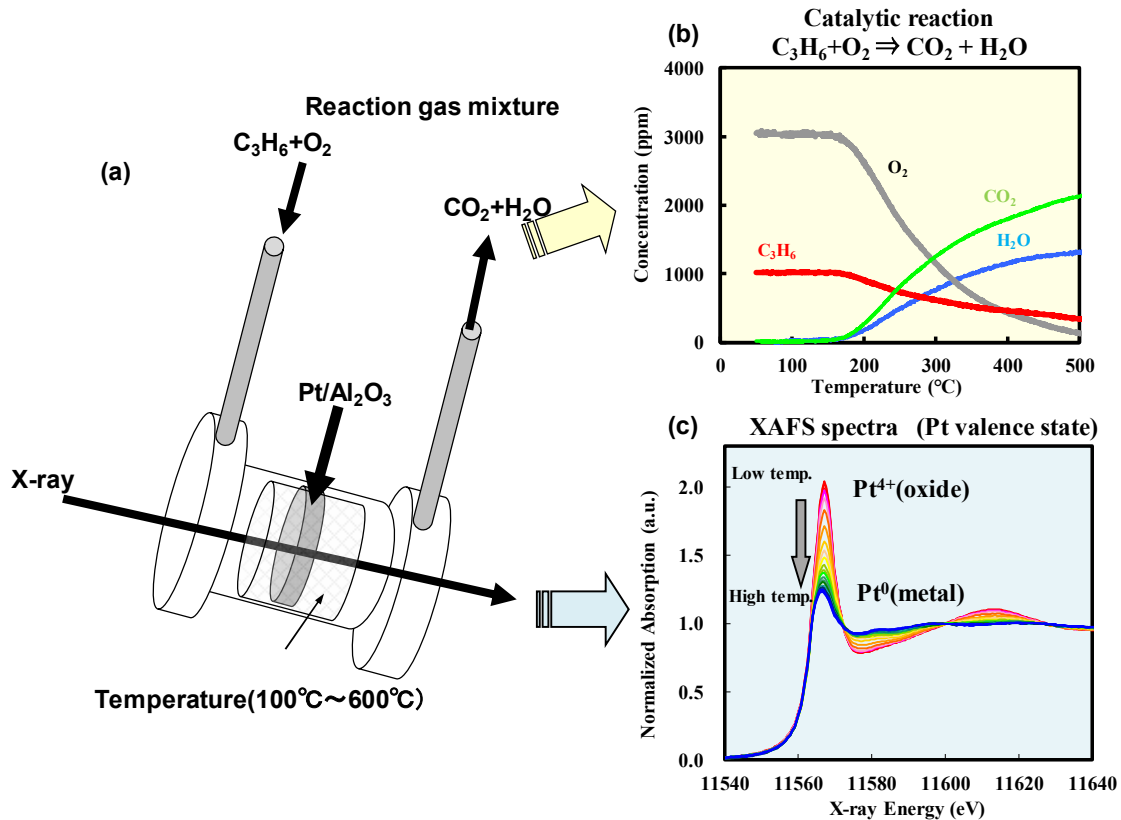 (a)
Reaction gas mixture
C₃H₆+O₂
CO₂+H₂O
Pt/Al₂O₃
X-ray
Temperature(100℃～600℃)
(b)
Catalytic reaction
C₃H₆+O₂ ⇒ CO₂ + H₂O
Concentration (ppm)
4000
3000
2000
1000
0
O₂
CO₂
H₂O
C₃H₆
0 100 200 300 400 500
Temperature (℃)
(c)
XAFS spectra (Pt valence state)
Normalized Absorption (a.u.)
2.0
1.5
1.0
0.5
0.0
Low temp.
Pt⁴⁺(oxide)
High temp.
Pt⁰(metal)
11540 11560 11580 11600 11620 11640
X-ray Energy (eV)